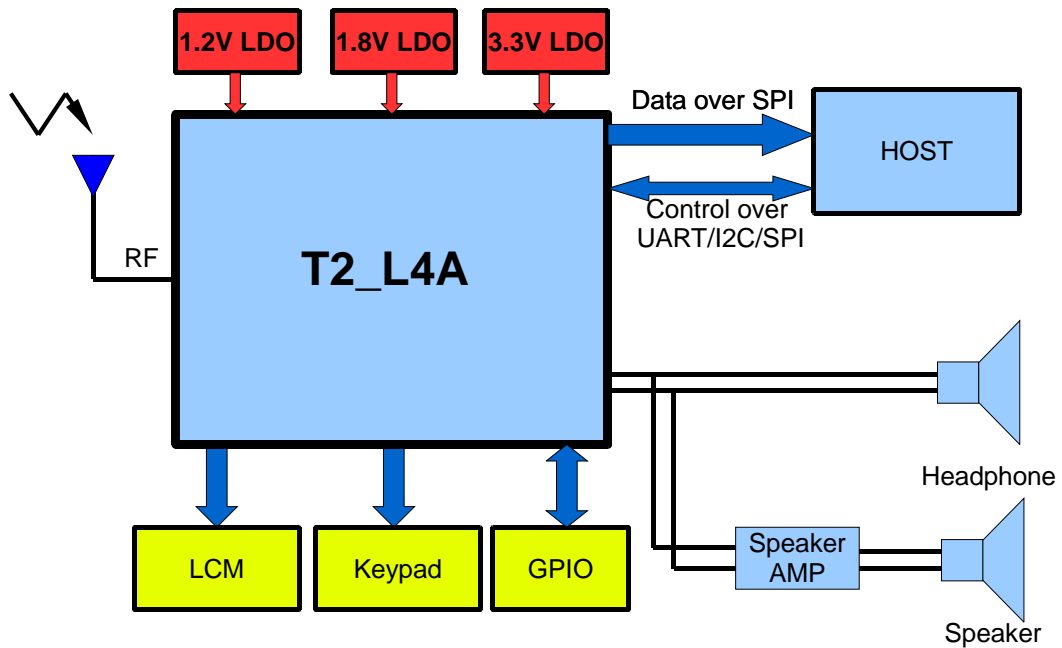 1.2V LDO
1.8V LDO
3.3V LDO
Data over SPI
HOST
Control over
UART/I2C/SPI
RF
T2_L4A
Headphone
LCM
Keypad
GPIO
Speaker
AMP
Speaker